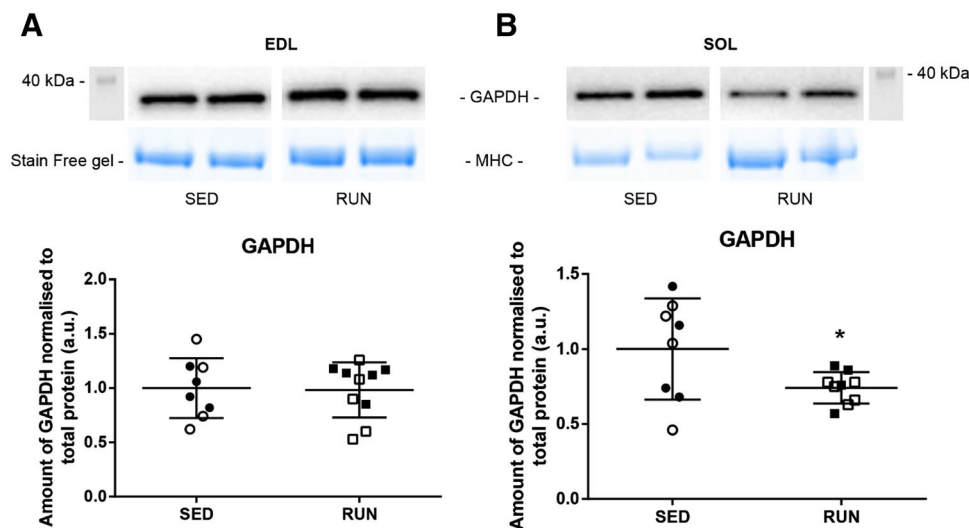 A
EDL
40 kDa -
- GAPDH -
Stain Free gel -
- MHC -
SED
RUN
GAPDH
Amount of GAPDH normalised to
total protein (a.u.)
2.0
1.5
1.0
0.5
0.0
SED
RUN
B
SOL
- 40 kDa
SED
RUN
GAPDH
Amount of GAPDH normalised to
total protein (a.u.)
1.5
1.0
0.5
0.0
*
SED
RUN